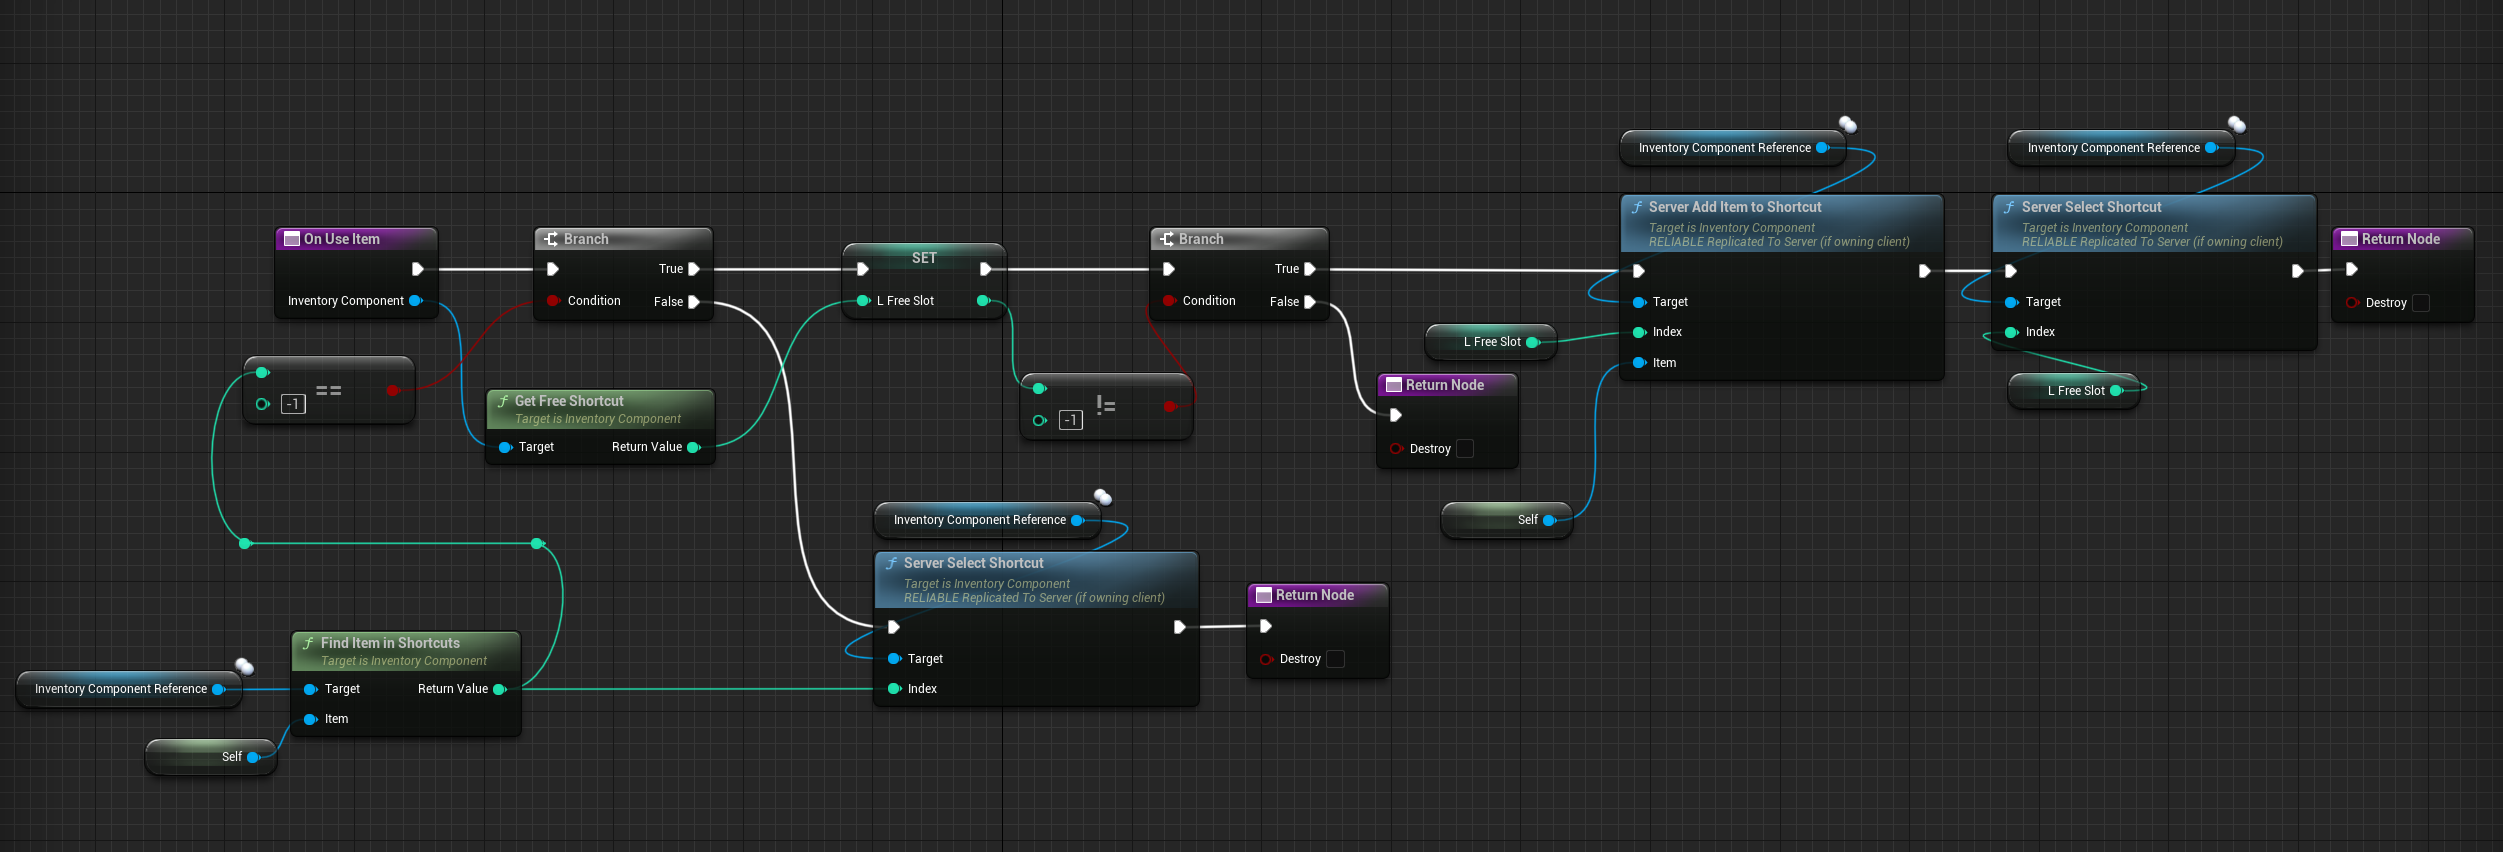 On Use Item
Inventory Component
Branch
True
Condition
False
-1
==
Get Free Shortcut
Target is Inventory Component
Target
Return Value
SET
L Free Slot
-1
!=
Branch
True
Condition
False
Return Node
Destroy
L Free Slot
Self
Inventory Component Reference
Server Add Item to Shortcut
Target is Inventory Component
RELIABLE Replicated To Server (if owning client)
Target
Index
Item
Inventory Component Reference
Server Select Shortcut
Target is Inventory Component
RELIABLE Replicated To Server (if owning client)
Target
Index
L Free Slot
Return Node
Destroy
Inventory Component Reference
Server Select Shortcut
Target is Inventory Component
RELIABLE Replicated To Server (if owning client)
Target
Index
Return Node
Destroy
Inventory Component Reference
Find Item in Shortcuts
Target is Inventory Component
Target
Return Value
Item
Self